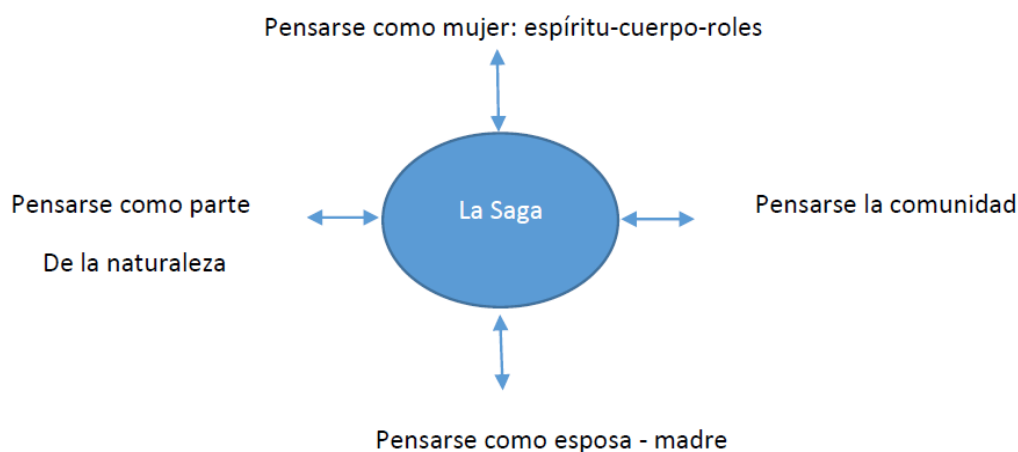 Pensarse como mujer: espíritu-cuerpo-roles
Pensarse como parte
De la naturaleza
La Saga
Pensarse la comunidad
Pensarse como esposa - madre